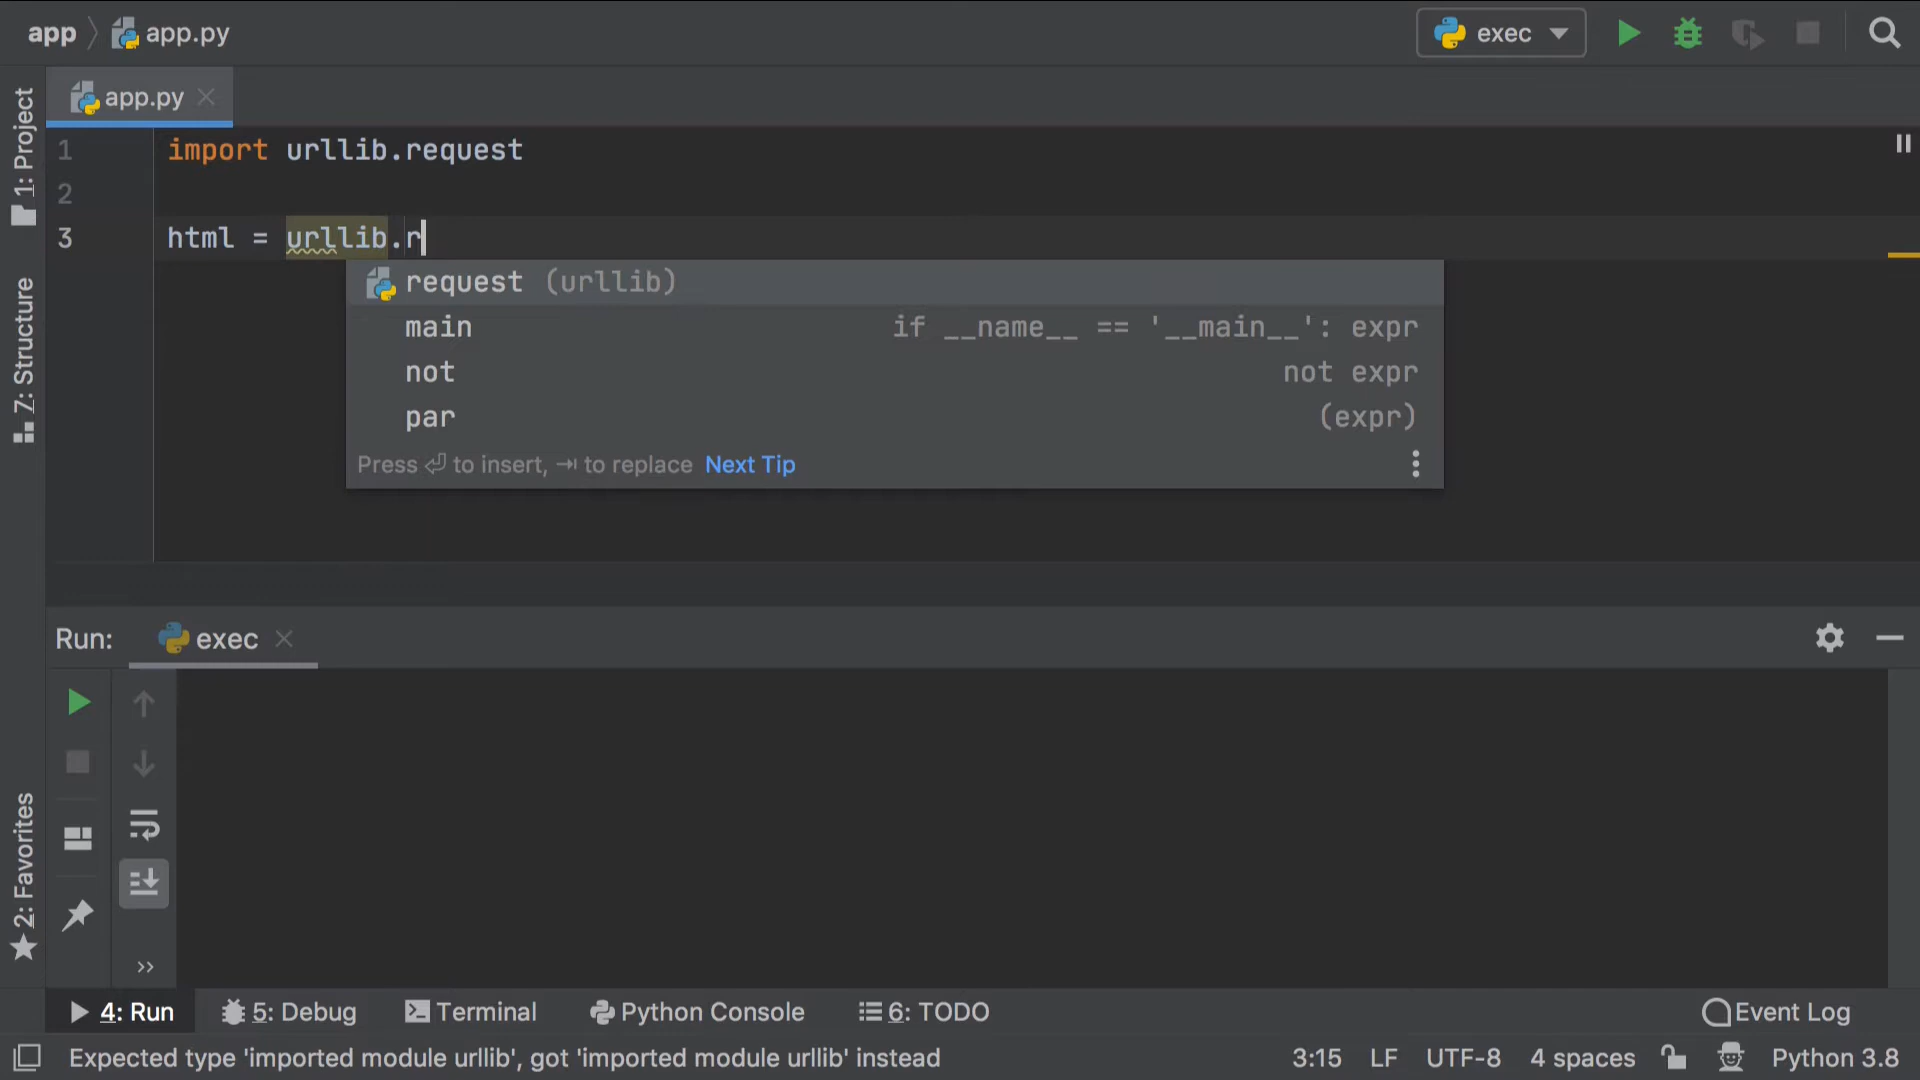 app app.py
exec
app.py
1: Project
1 import urllib.request
2
3 html = urllib.r
request (urllib)
main if __name__ == '__main__': expr
not not expr
par (expr)
Press ⏎ to insert, ⇥ to replace Next Tip
Z: Structure
Run: exec
2: Favorites
4: Run 5: Debug Terminal Python Console 6: TODO Event Log
Expected type 'imported module urllib', got 'imported module urllib' instead 3:15 LF UTF-8 4 spaces Python 3.8